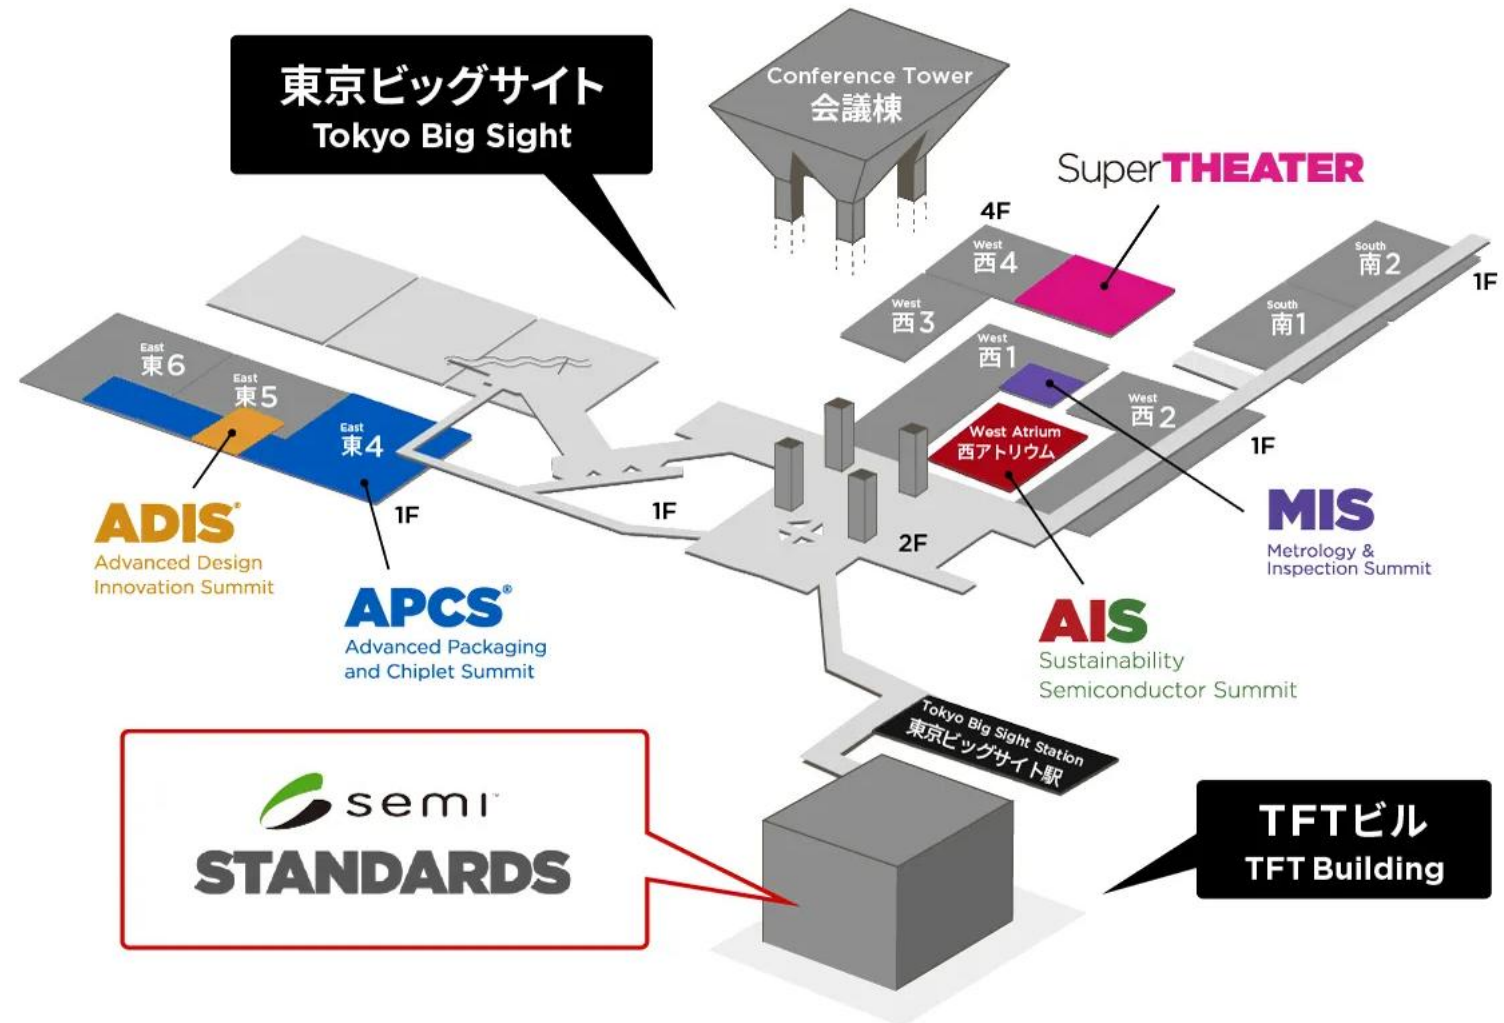 東京ビッグサイト
Tokyo Big Sight
Conference Tower
会議棟
SuperTHEATER
4F
West
西4
West
西3
South
南2
1F
South
南1
West
西1
West
西2
1F
West Atrium
西アトリウム
East
東6
East
東5
East
東4
1F
1F
2F
ADIS®
Advanced Design
Innovation Summit
APCS®
Advanced Packaging
and Chiplet Summit
MIS
Metrology &
Inspection Summit
AIS
Sustainability
Semiconductor Summit
Tokyo Big Sight Station
東京ビッグサイト駅
semi™
STANDARDS
TFTビル
TFT Building